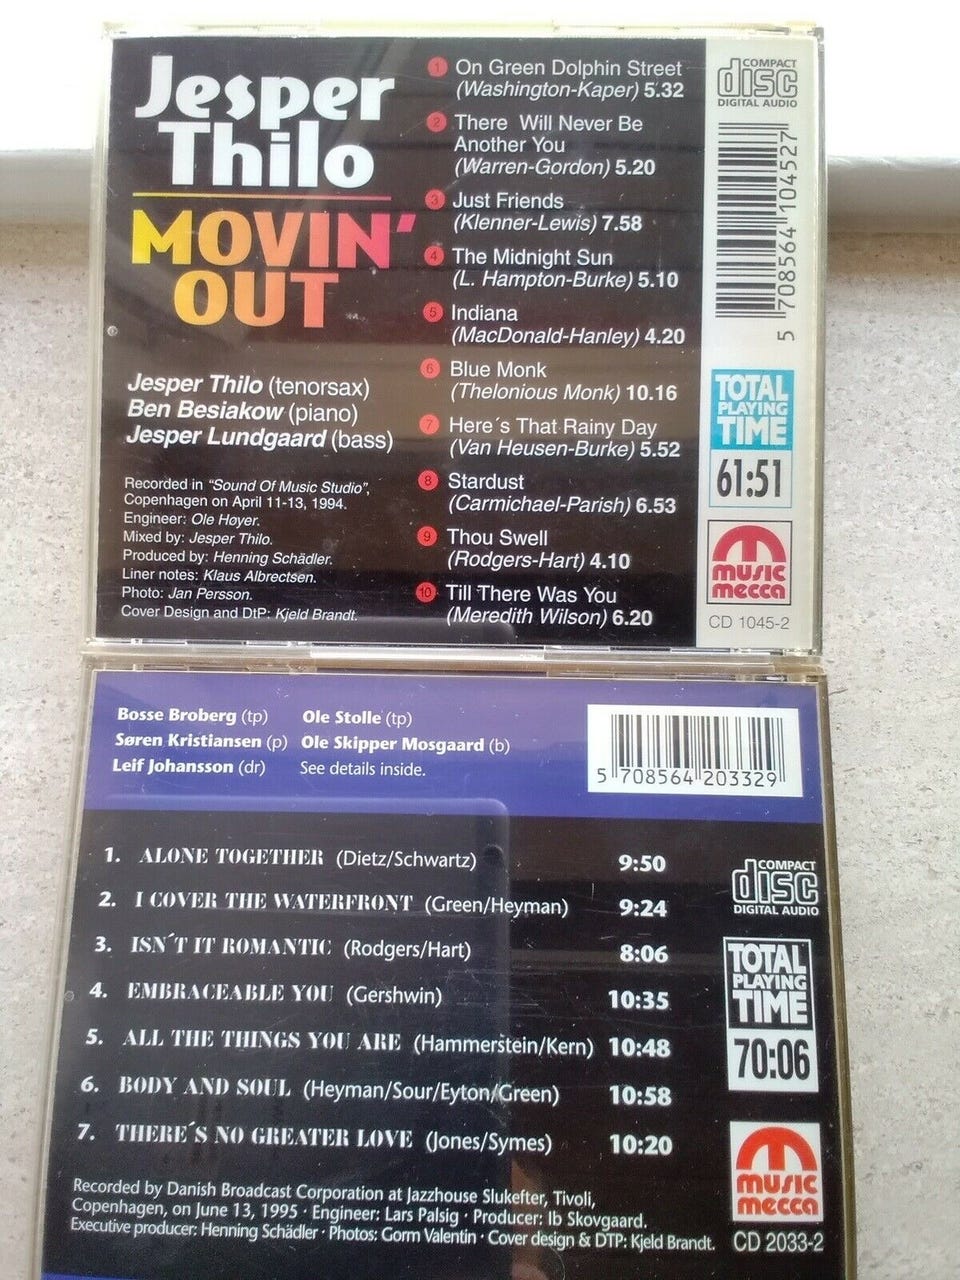 Jesper
Thilo
MOVIN'
OUT
Jesper Thilo (tenorsax)
Ben Besiakow (piano)
Jesper Lundgaard (bass)
Recorded in "Sound Of Music Studio",
Copenhagen on April 11-13, 1994.
Engineer: Ole Høyer.
Mixed by: Jesper Thilo.
Produced by: Henning Schädler.
Liner notes: Klaus Albrectsen.
Photo: Jan Persson.
Cover Design and DtP: Kjeld Brandt.
1 On Green Dolphin Street
(Washington-Kaper) 5.32
2 There Will Never Be
Another You
(Warren-Gordon) 5.20
3 Just Friends
(Klenner-Lewis) 7.58
4 The Midnight Sun
(L. Hampton-Burke) 5.10
5 Indiana
(MacDonald-Hanley) 4.20
6 Blue Monk
(Thelonious Monk) 10.16
7 Here´s That Rainy Day
(Van Heusen-Burke) 5.52
8 Stardust
(Carmichael-Parish) 6.53
9 Thou Swell
(Rodgers-Hart) 4.10
10 Till There Was You
(Meredith Wilson) 6.20
COMPACT
disc
DIGITAL AUDIO
5 708564 104527
TOTAL
PLAYING
TIME
61:51
music
mecca
CD 1045-2
Bosse Broberg (tp) Ole Stolle (tp)
Søren Kristiansen (p) Ole Skipper Mosgaard (b)
Leif Johansson (dr) See details inside.
5 708564 203329
1. ALONE TOGETHER (Dietz/Schwartz) 9:50
2. I COVER THE WATERFRONT (Green/Heyman) 9:24
3. ISN´T IT ROMANTIC (Rodgers/Hart) 8:06
4. EMBRACEABLE YOU (Gershwin) 10:35
5. ALL THE THINGS YOU ARE (Hammerstein/Kern) 10:48
6. BODY AND SOUL (Heyman/Sour/Eyton/Green) 10:58
7. THERE´S NO GREATER LOVE (Jones/Symes) 10:20
COMPACT
disc
DIGITAL AUDIO
TOTAL
PLAYING
TIME
70:06
music
mecca
CD 2033-2
Recorded by Danish Broadcast Corporation at Jazzhouse Slukefter, Tivoli,
Copenhagen, on June 13, 1995 · Engineer: Lars Palsig · Producer: Ib Skovgaard.
Executive producer: Henning Schädler · Photos: Gorm Valentin · Cover design & DTP: Kjeld Brandt.